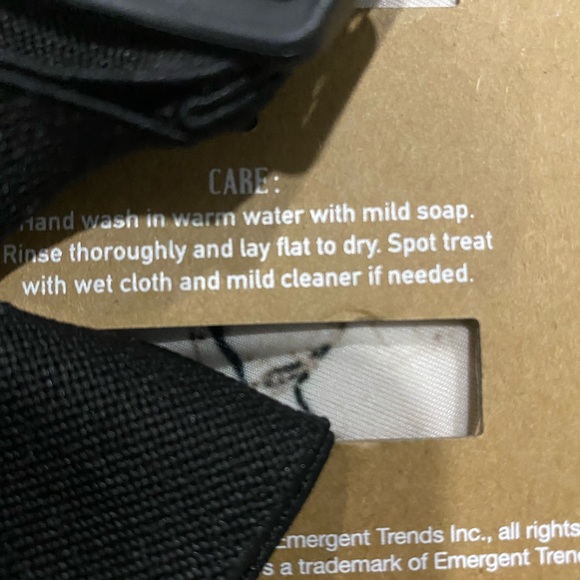 CARE:
Hand wash in warm water with mild soap.
Rinse thoroughly and lay flat to dry. Spot treat
with wet cloth and mild cleaner if needed.
Emergent Trends Inc., all rights
a trademark of Emergent